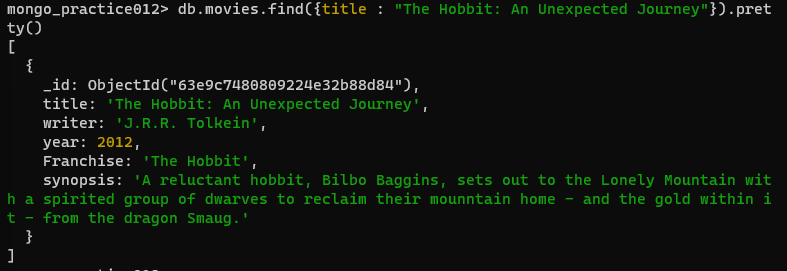 mongo_practice012> db.movies.find({title : "The Hobbit: An Unexpected Journey"}).pret
ty()
[
  {
    _id: ObjectId("63e9c7480809224e32b88d84"),
    title: 'The Hobbit: An Unexpected Journey',
    writer: 'J.R.R. Tolkein',
    year: 2012,
    Franchise: 'The Hobbit',
    synopsis: 'A reluctant hobbit, Bilbo Baggins, sets out to the Lonely Mountain wit
h a spirited group of dwarves to reclaim their mounntain home - and the gold within i
t - from the dragon Smaug.'
  }
]